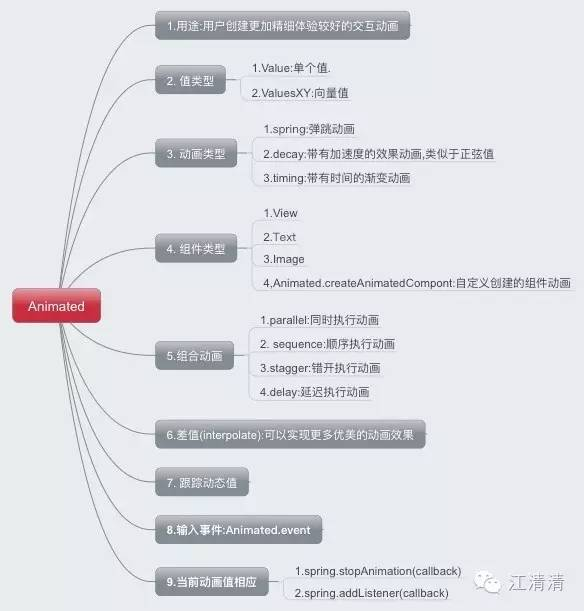 Animated
1.用途:用户创建更加精细体验较好的交互动画
2. 值类型
1.Value:单个值.
2.ValuesXY:向量值
3. 动画类型
1.spring:弹跳动画
2.decay:带有加速度的效果动画,类似于正弦值
3.timing:带有时间的渐变动画
4. 组件类型
1.View
2.Text
3.Image
4,Animated.createAnimatedCompont:自定义创建的组件动画
5.组合动画
1.parallel:同时执行动画
2. sequence:顺序执行动画
3.stagger:错开执行动画
4.delay:延迟执行动画
6.差值(interpolate):可以实现更多优美的动画效果
7. 跟踪动态值
8.输入事件:Animated.event
9.当前动画值相应
1.spring.stopAnimation(callback)
2.spring.addListener(callback)
江清清